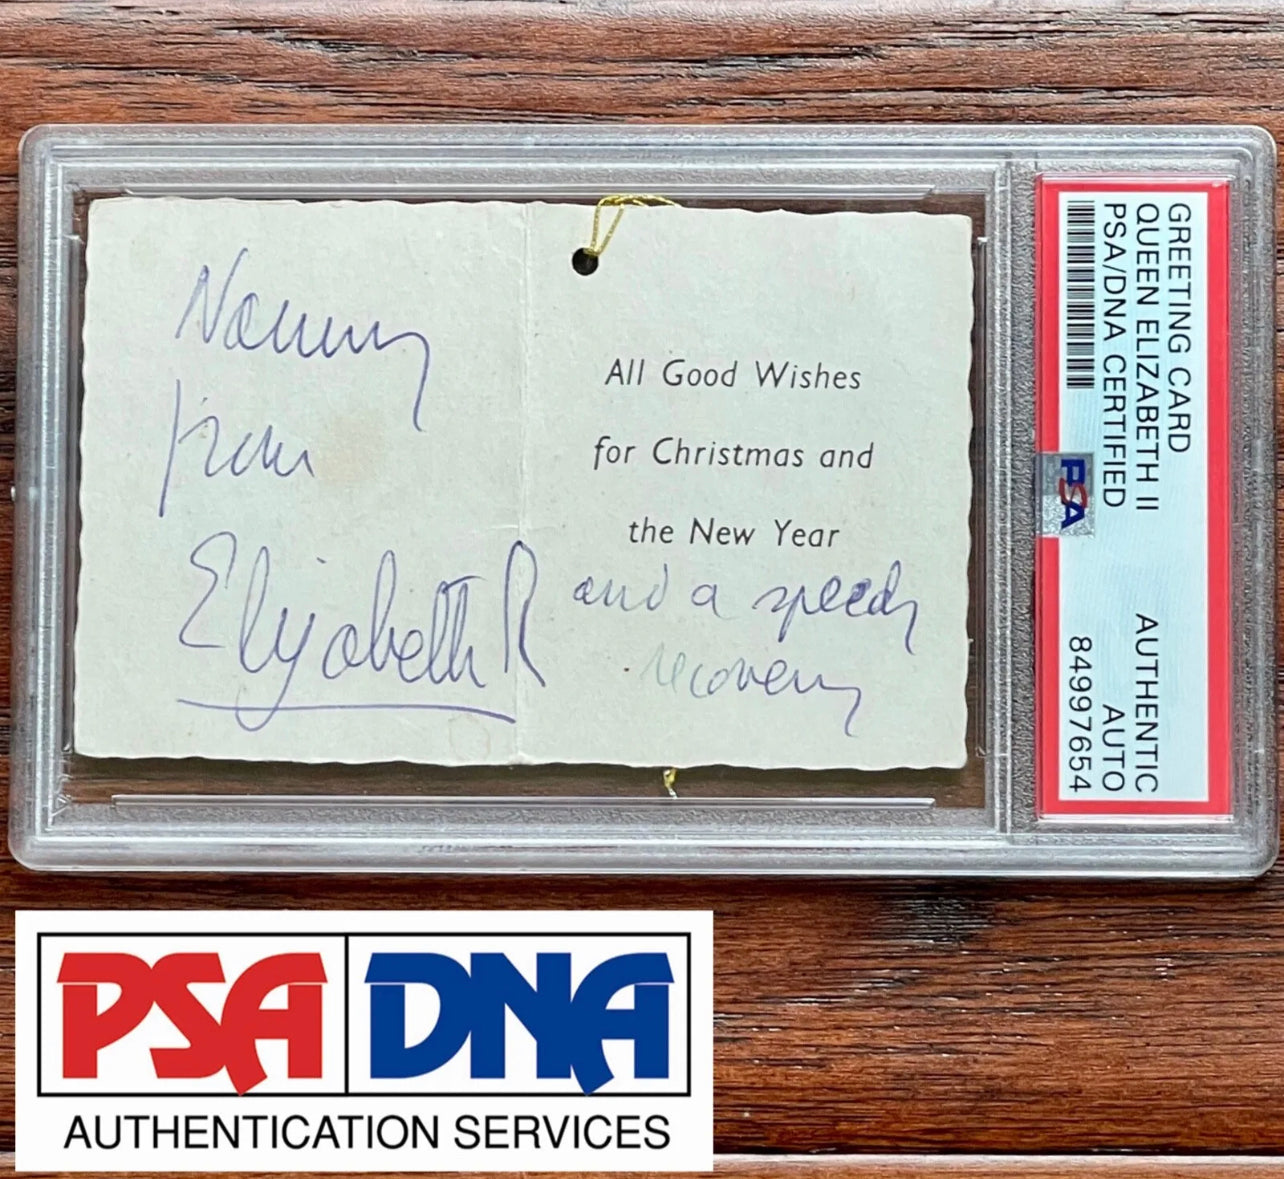 Nanny
from
Elizabeth R
All Good Wishes
for Christmas and
the New Year
and a speedy
recovery
GREETING CARD
QUEEN ELIZABETH II
PSA/DNA CERTIFIED
PSA
AUTHENTIC
AUTO
84997654
PSA DNA
AUTHENTICATION SERVICES